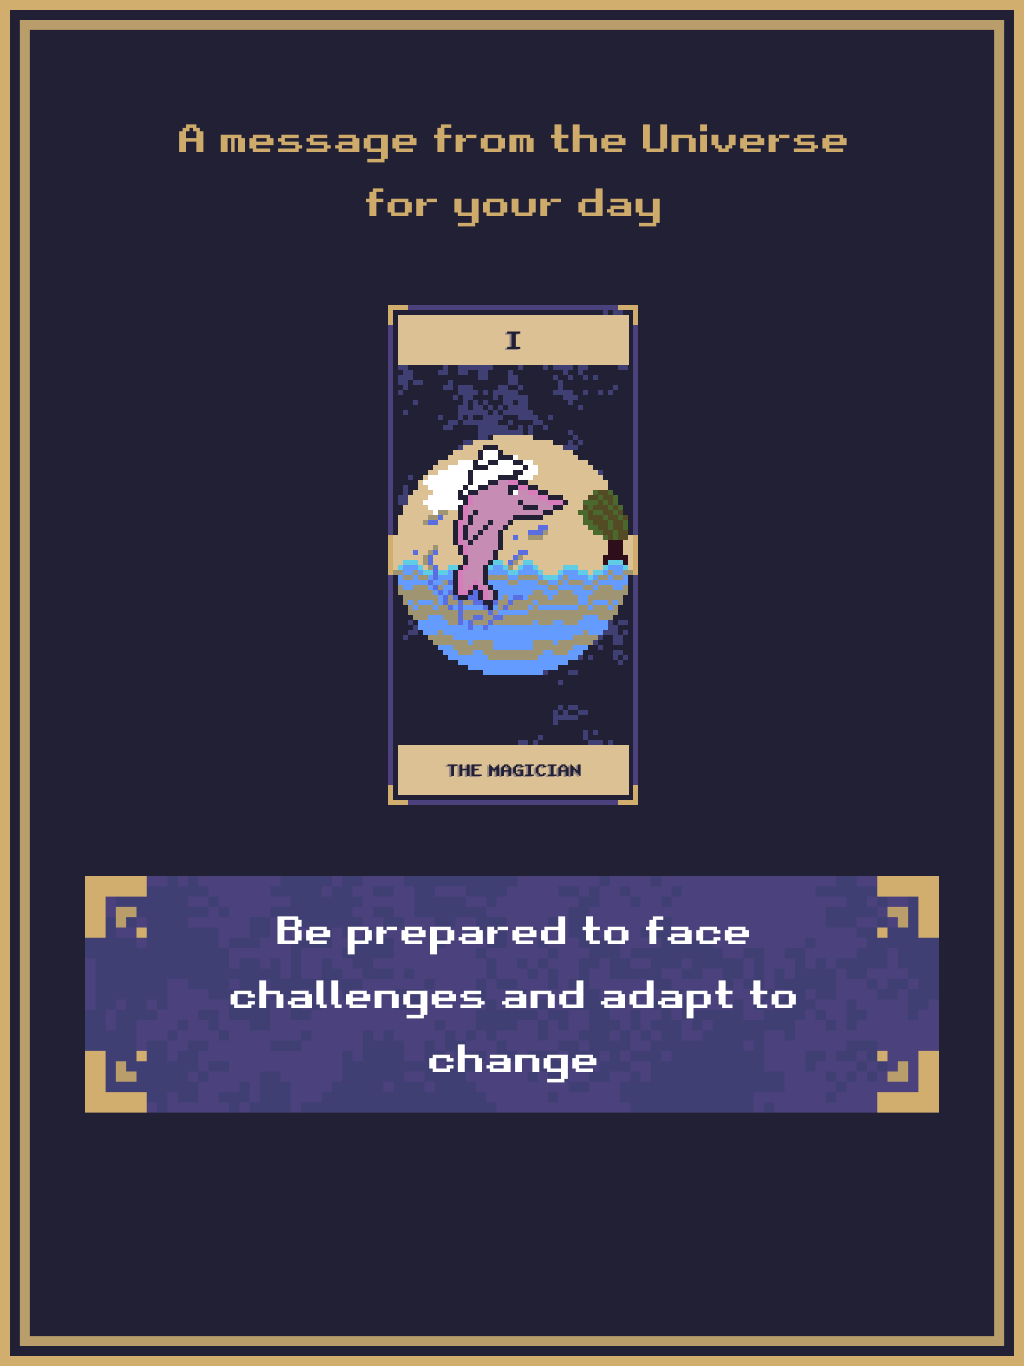 A message from the Universe
for your day
I
THE MAGICIAN
Be prepared to face
challenges and adapt to
change